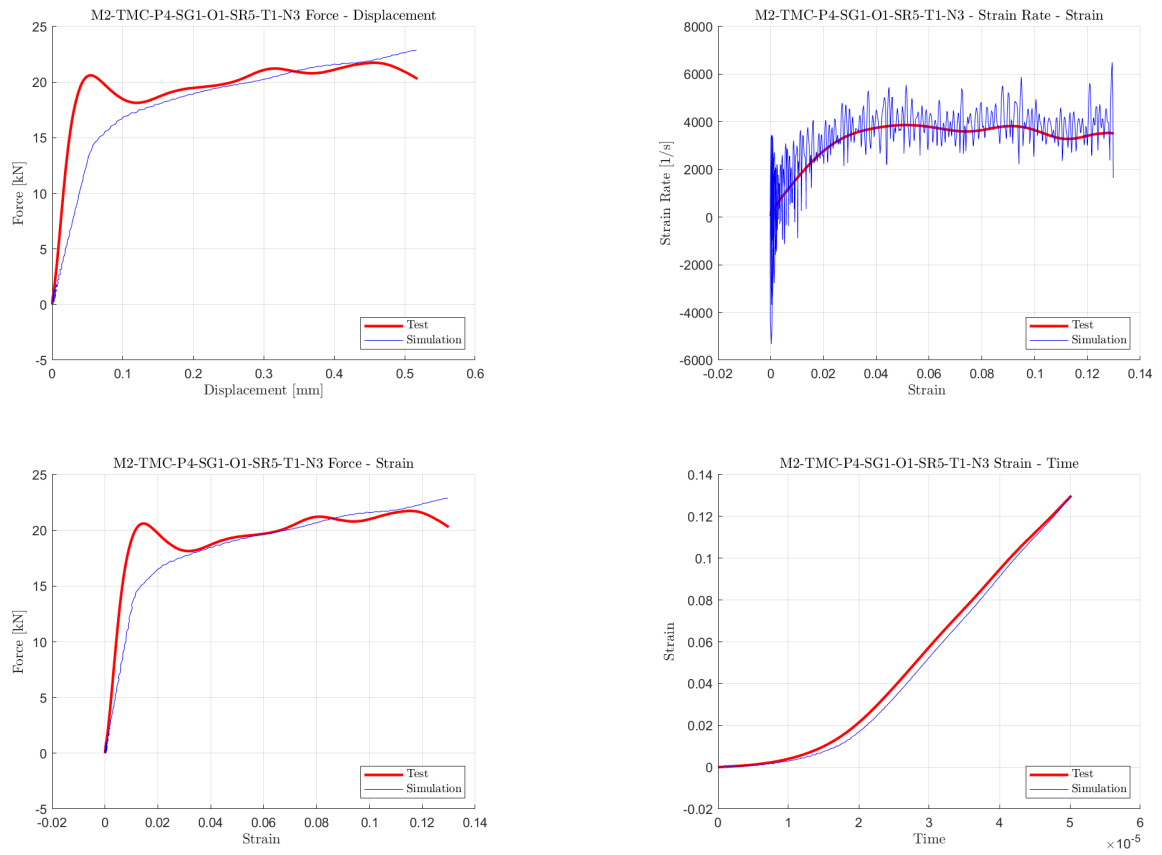 M2-TMC-P4-SG1-O1-SR5-T1-N3 Force - Displacement
25
20
15
10
5
0
-5
Force [kN]
0 0.1 0.2 0.3 0.4 0.5 0.6
Displacement [mm]
Test
Simulation
M2-TMC-P4-SG1-O1-SR5-T1-N3 - Strain Rate - Strain
8000
6000
4000
2000
0
-2000
-4000
-6000
Strain Rate [1/s]
-0.02 0 0.02 0.04 0.06 0.08 0.1 0.12 0.14
Strain
Test
Simulation
M2-TMC-P4-SG1-O1-SR5-T1-N3 Force - Strain
25
20
15
10
5
0
-5
Force [kN]
-0.02 0 0.02 0.04 0.06 0.08 0.1 0.12 0.14
Strain
Test
Simulation
M2-TMC-P4-SG1-O1-SR5-T1-N3 Strain - Time
0.14
0.12
0.1
0.08
0.06
0.04
0.02
0
-0.02
Strain
0 1 2 3 4 5 6
Time
×10-5
Test
Simulation